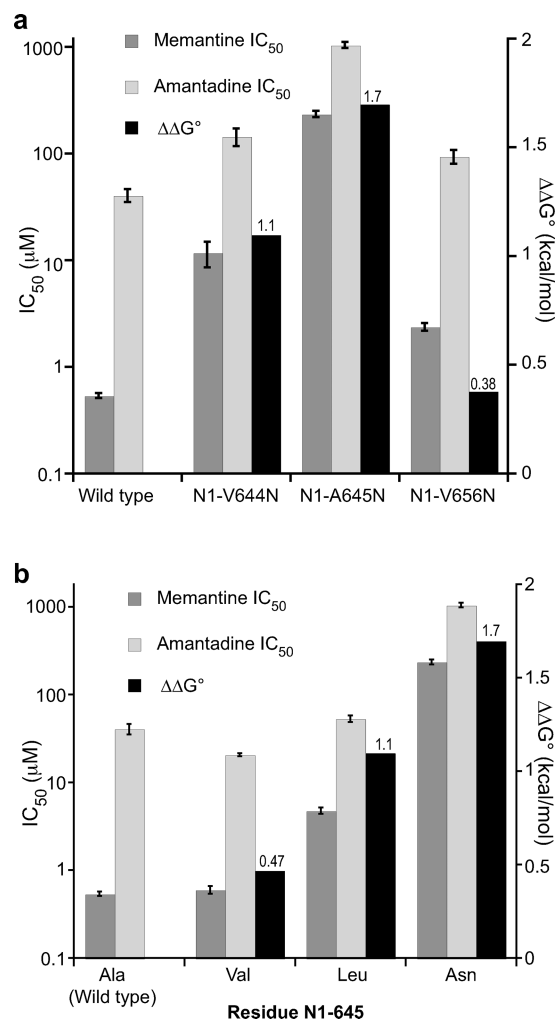 a
Memantine IC50
Amantadine IC50
ΔΔG°
1000
100
10
1
0.1
IC50 (μM)
2
1.5
1
0.5
0
ΔΔG° (kcal/mol)
1.1
1.7
0.38
Wild type
N1-V644N
N1-A645N
N1-V656N
b
Memantine IC50
Amantadine IC50
ΔΔG°
1000
100
10
1
0.1
IC50 (μM)
2
1.5
1
0.5
0
ΔΔG° (kcal/mol)
0.47
1.1
1.7
Ala
(Wild type)
Val
Leu
Asn
Residue N1-645